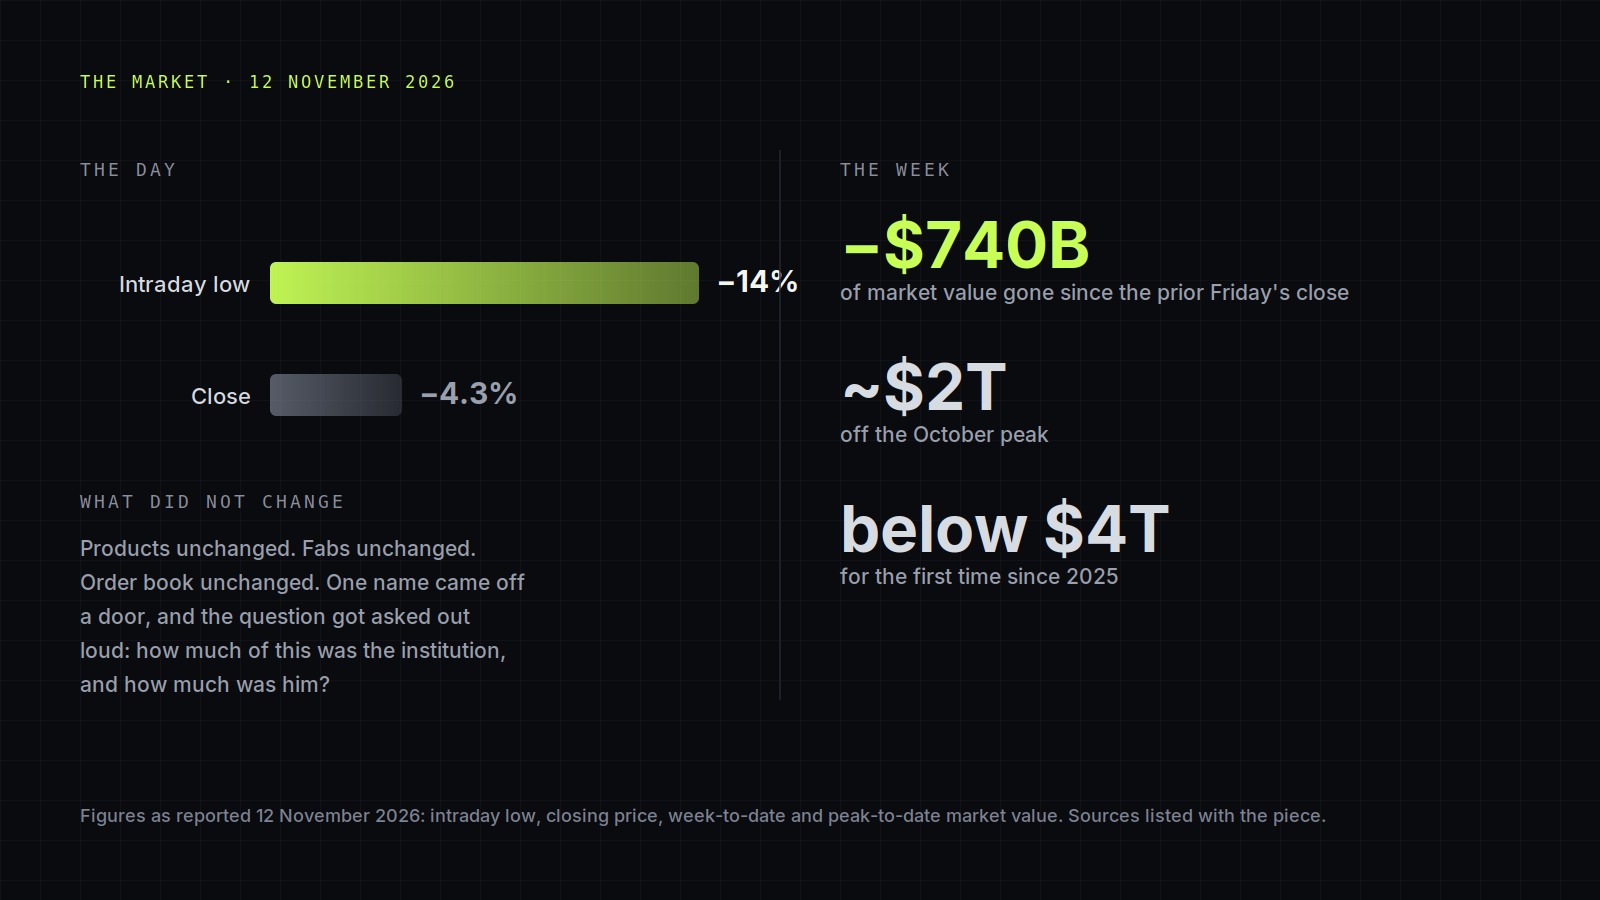 THE MARKET · 12 NOVEMBER 2026
THE DAY
Intraday low
−14%
Close
−4.3%
WHAT DID NOT CHANGE
Products unchanged. Fabs unchanged.
Order book unchanged. One name came off
a door, and the question got asked out
loud: how much of this was the institution,
and how much was him?
THE WEEK
−$740B
of market value gone since the prior Friday's close
~$2T
off the October peak
below $4T
for the first time since 2025
Figures as reported 12 November 2026: intraday low, closing price, week-to-date and peak-to-date market value. Sources listed with the piece.